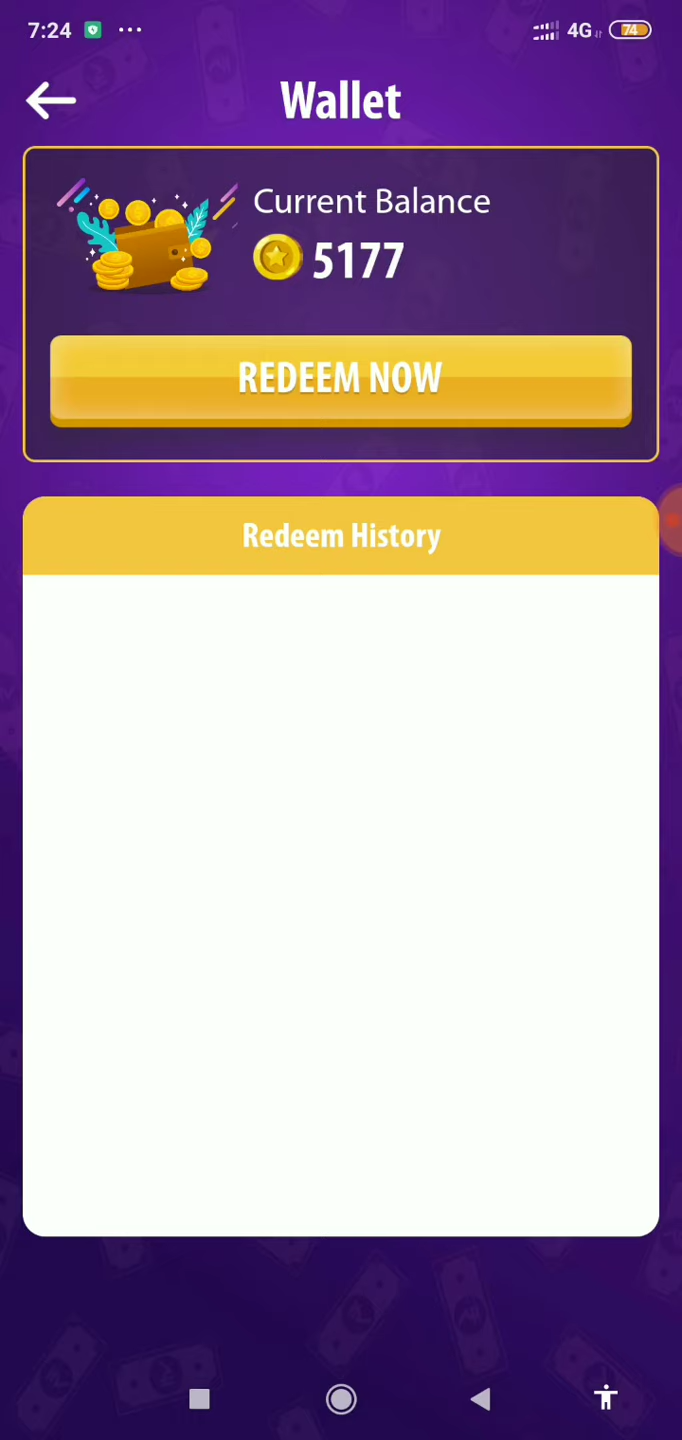 7:24
4G
74
Wallet
Current Balance
5177
REDEEM NOW
Redeem History